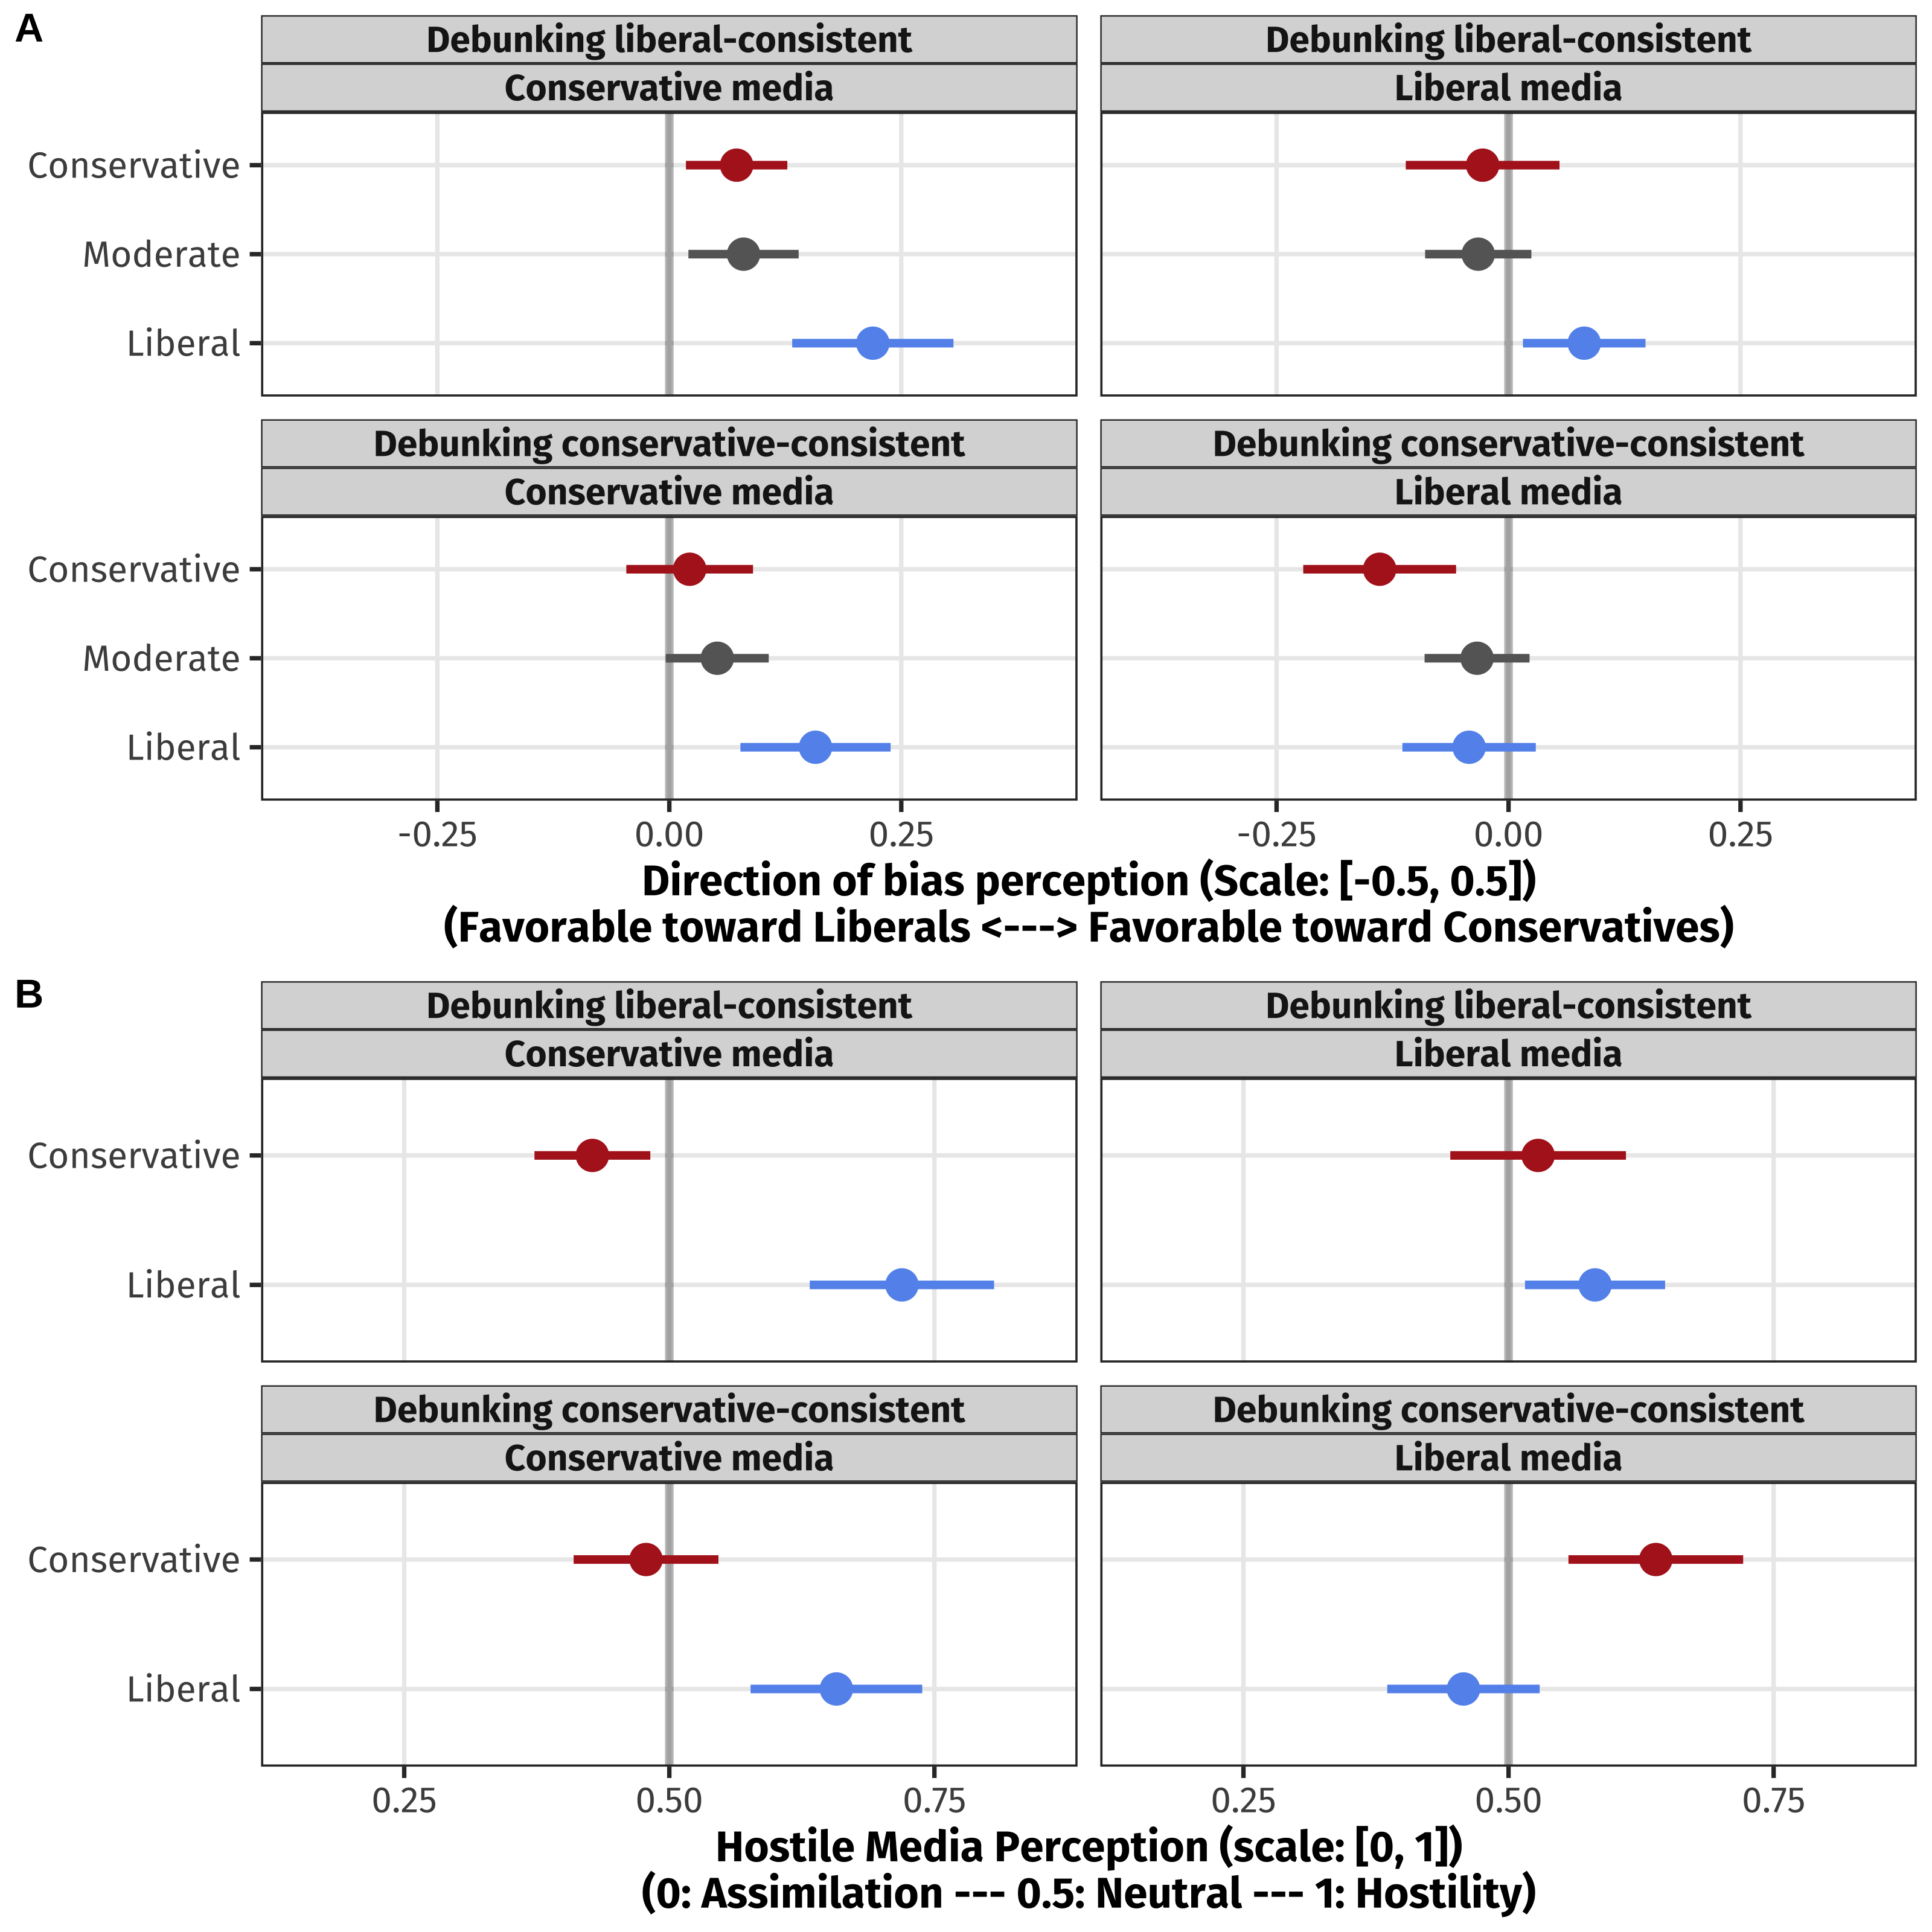 A
Debunking liberal-consistent
Conservative media
Debunking liberal-consistent
Liberal media
Conservative
Moderate
Liberal
Debunking conservative-consistent
Conservative media
Debunking conservative-consistent
Liberal media
Conservative
Moderate
Liberal
-0.25 0.00 0.25
-0.25 0.00 0.25
Direction of bias perception (Scale: [-0.5, 0.5])
(Favorable toward Liberals <---> Favorable toward Conservatives)
B
Debunking liberal-consistent
Conservative media
Debunking liberal-consistent
Liberal media
Conservative
Liberal
Debunking conservative-consistent
Conservative media
Debunking conservative-consistent
Liberal media
Conservative
Liberal
0.25 0.50 0.75
0.25 0.50 0.75
Hostile Media Perception (scale: [0, 1])
(0: Assimilation --- 0.5: Neutral --- 1: Hostility)